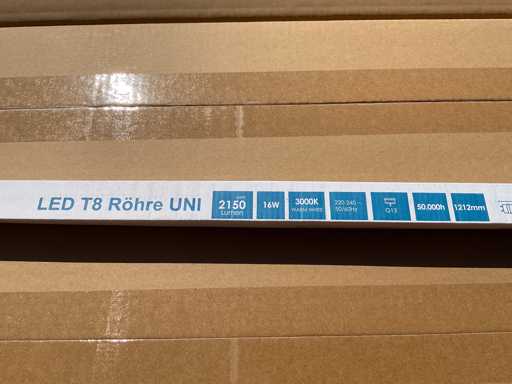 LED T8 Röhre UNI
2150
Lumen
16W
3000K
WARM WHITE
220-240 ~
50/60Hz
G13
50.000h
1212mm